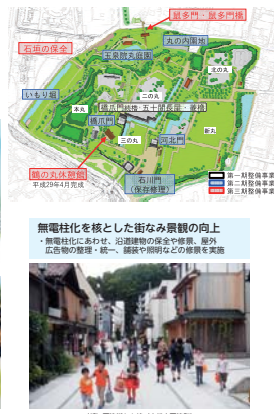 鼠多門・鼠多門橋
石垣の保全
丸の内園地
玉泉院丸庭園
北の丸
いもり堀
本丸
二の丸
橋爪門続櫓・五十間長屋・菱櫓
橋爪門
三の丸
河北門
新丸
鶴の丸休憩館
平成29年4月完成
石川門
(保存修理)
第一期整備事業
第二期整備事業
第三期整備事業
無電柱化を核とした街なみ景観の向上
・無電柱化にあわせ、沿道建物の保全や修景、屋外
広告物の整理・統一、舗装や照明などの修景を実施